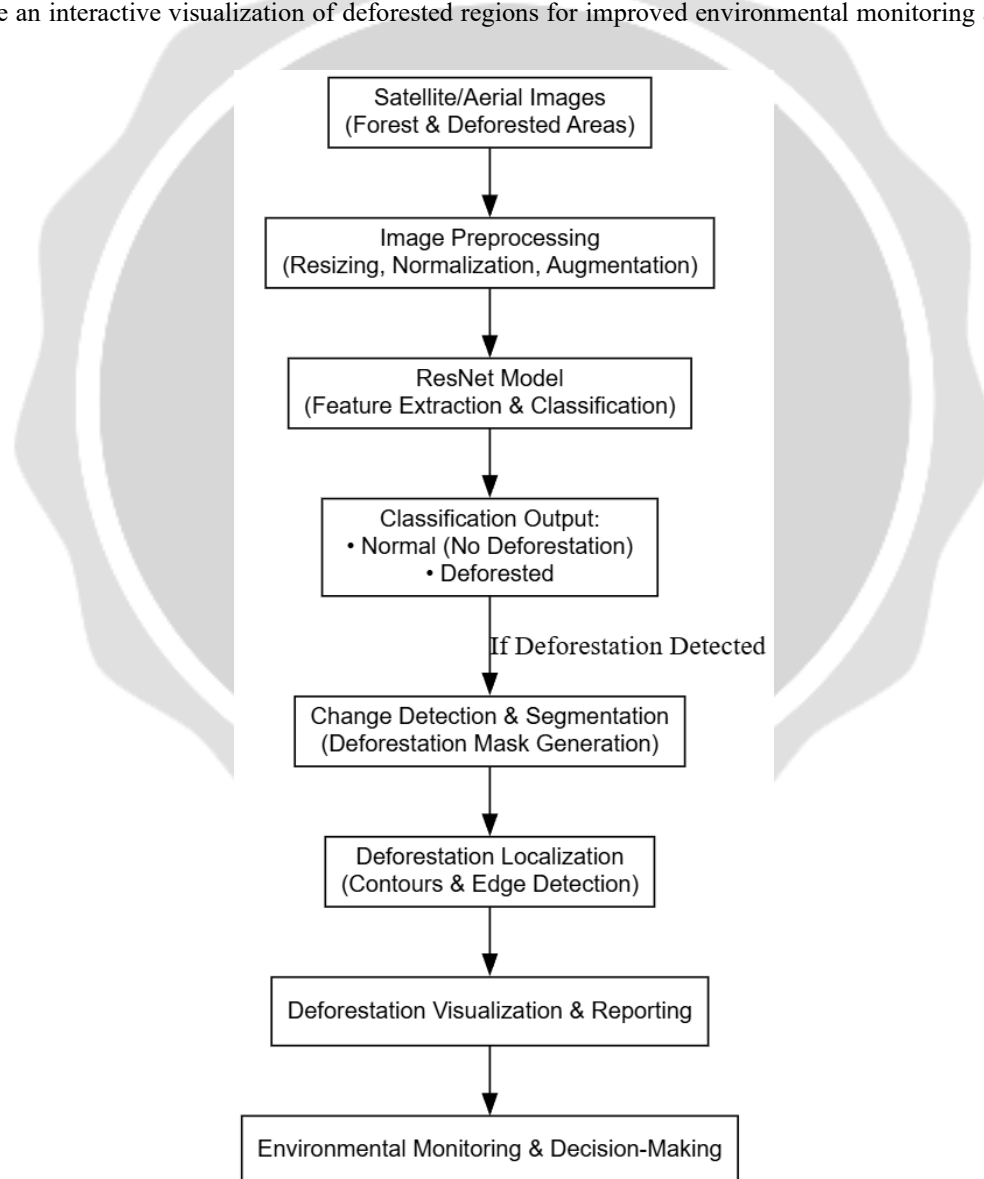 e an interactive visualization of deforested regions for improved environmental monitoring
Satellite/Aerial Images
(Forest & Deforested Areas)
Image Preprocessing
(Resizing, Normalization, Augmentation)
ResNet Model
(Feature Extraction & Classification)
Classification Output:
• Normal (No Deforestation)
• Deforested
If Deforestation Detected
Change Detection & Segmentation
(Deforestation Mask Generation)
Deforestation Localization
(Contours & Edge Detection)
Deforestation Visualization & Reporting
Environmental Monitoring & Decision-Making